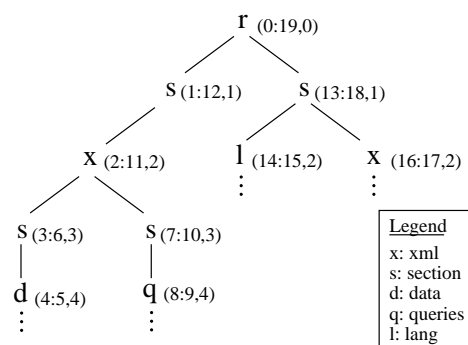 r (0:19,0)
s (1:12,1) s (13:18,1)
x (2:11,2) l (14:15,2) x (16:17,2)
s (3:6,3) s (7:10,3)
d (4:5,4) q (8:9,4)
Legend
x: xml
s: section
d: data
q: queries
l: lang